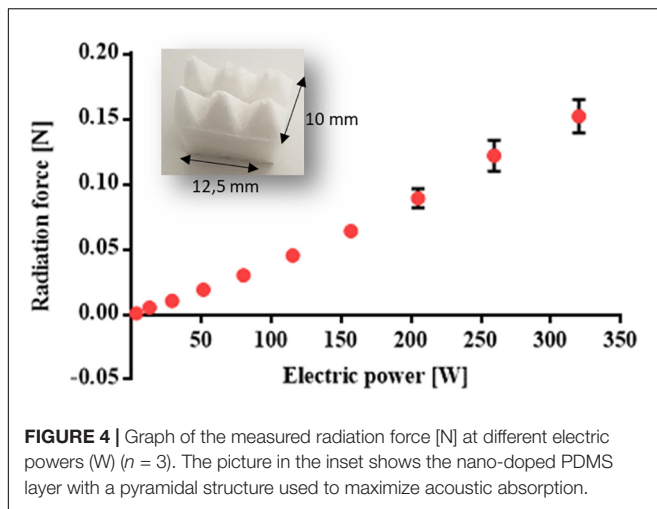 0.20
0.15
0.10
0.05
0.00
-0.05
Radiation force [N]
10 mm
12,5 mm
50 100 150 200 250 300 350
Electric power [W]
FIGURE 4 | Graph of the measured radiation force [N] at different electric
powers (W) (n = 3). The picture in the inset shows the nano-doped PDMS
layer with a pyramidal structure used to maximize acoustic absorption.